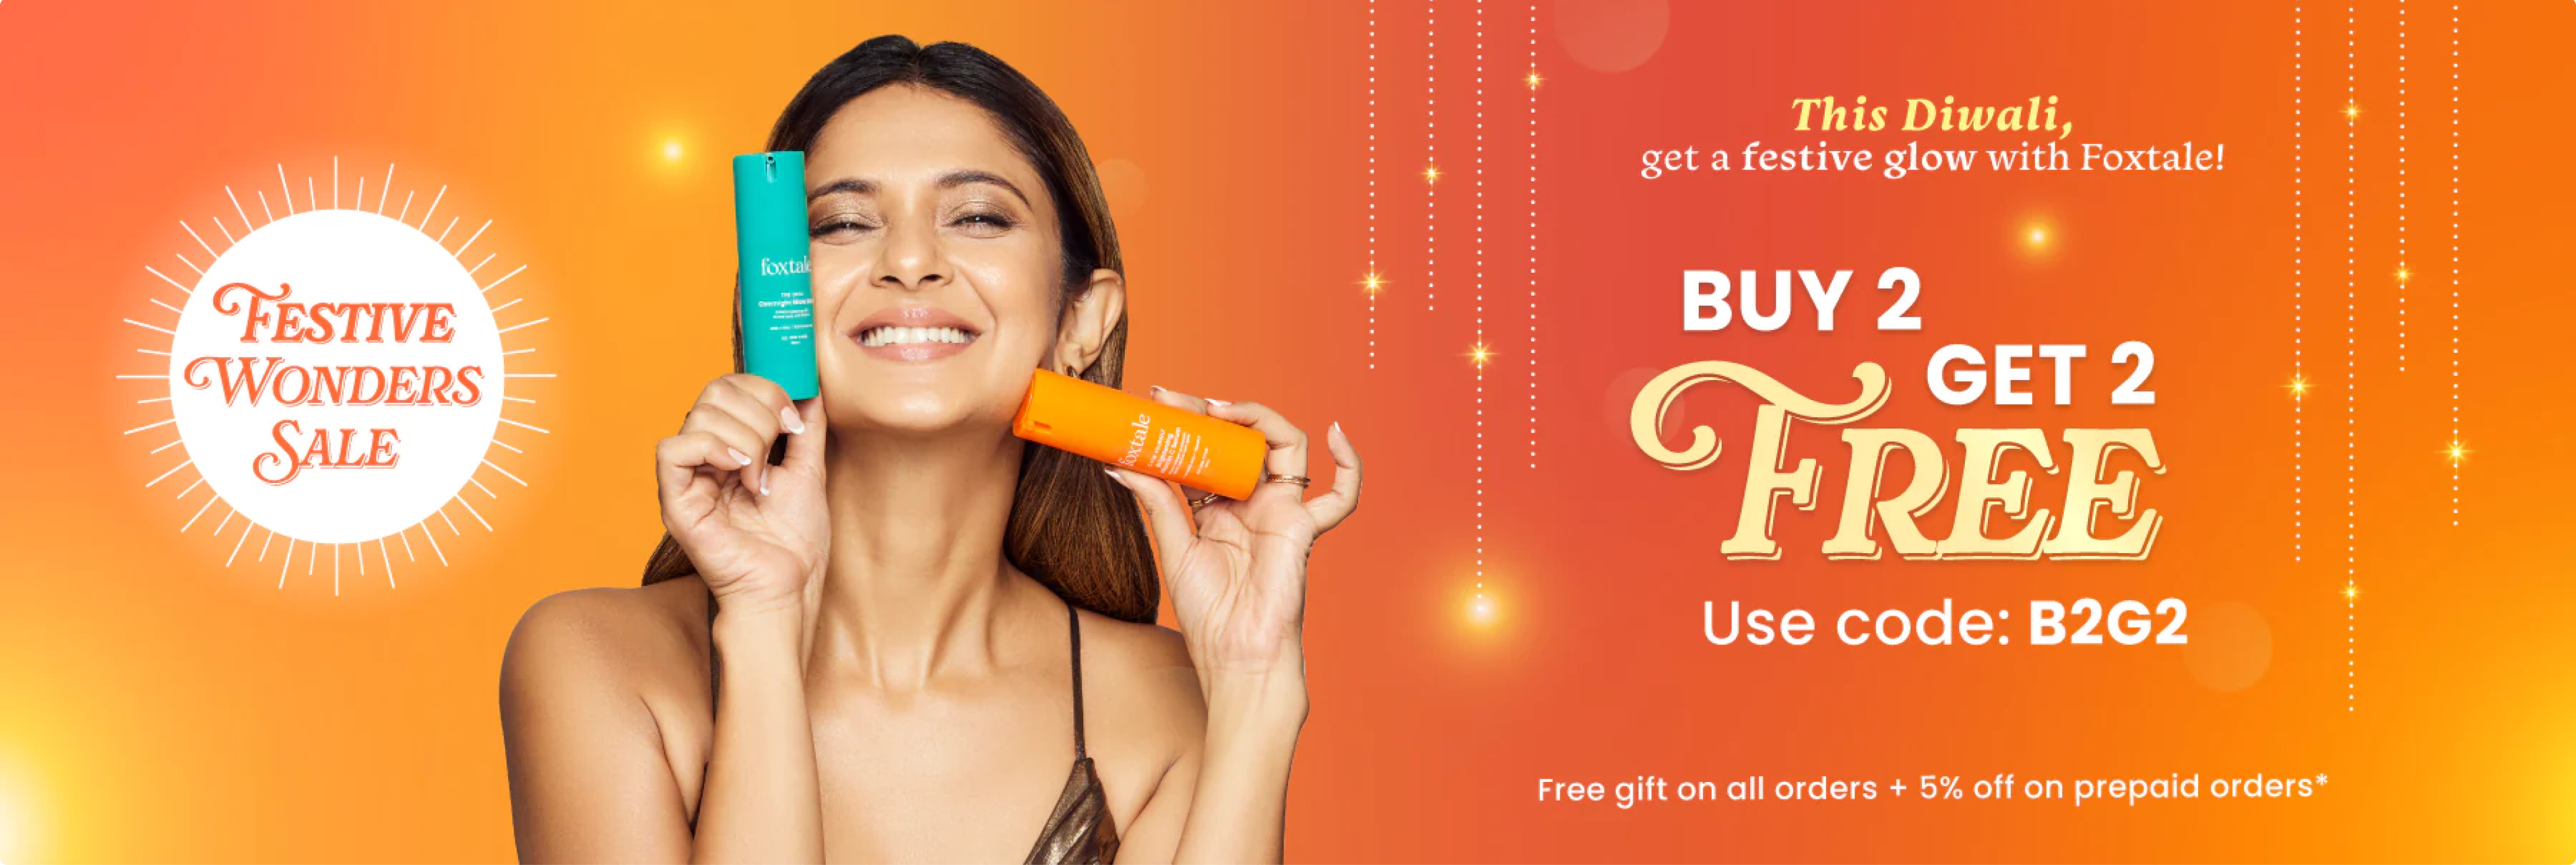 FESTIVE
WONDERS
SALE
foxtale
foxtale
This Diwali,
get a festive glow with Foxtale!
BUY 2
GET 2
FREE
Use code: B2G2
Free gift on all orders + 5% off on prepaid orders*